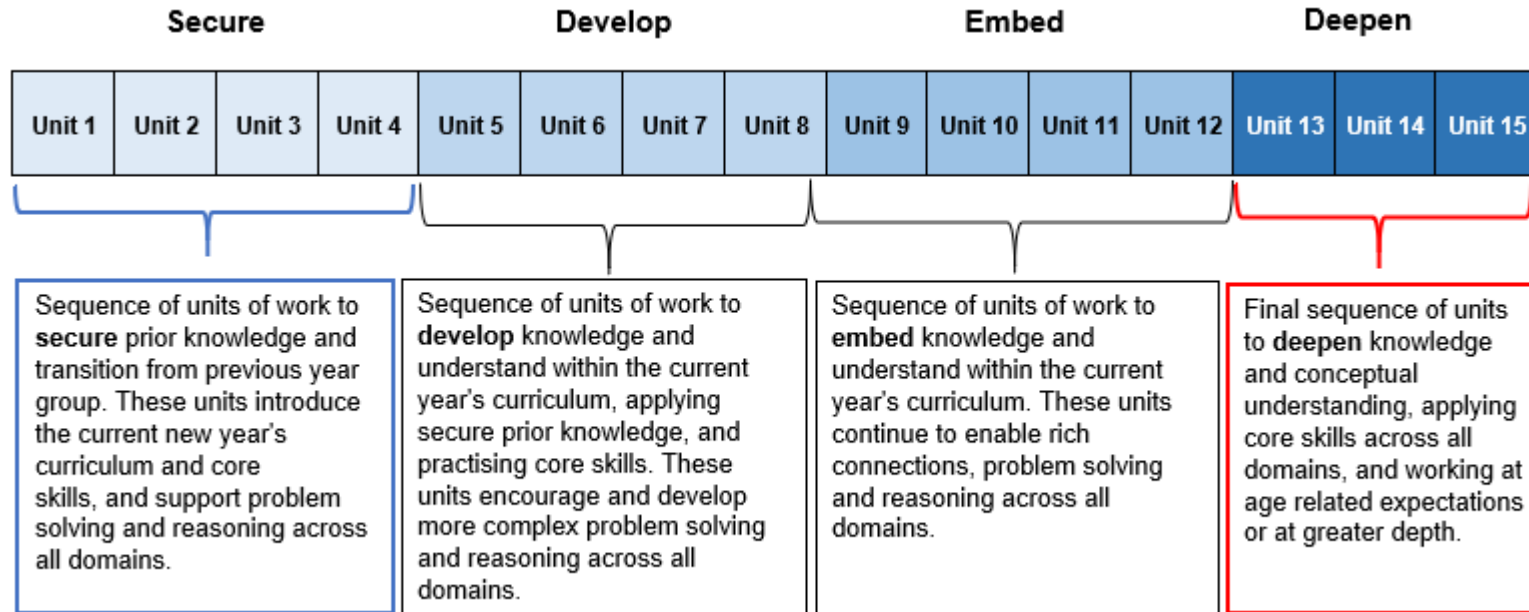 Secure Develop Embed Deepen
Unit 1 Unit 2 Unit 3 Unit 4 Unit 5 Unit 6 Unit 7 Unit 8 Unit 9 Unit 10 Unit 11 Unit 12 Unit 13 Unit 14 Unit 15
Sequence of units of work to
secure prior knowledge and
transition from previous year
group. These units introduce
the current new year's
curriculum and core
skills, and support problem
solving and reasoning across
all domains.
Sequence of units of work to
develop knowledge and
understand within the current
year's curriculum, applying
secure prior knowledge, and
practising core skills. These
units encourage and develop
more complex problem solving
and reasoning across all
domains.
Sequence of units of work to
embed knowledge and
understand within the current
year's curriculum. These units
continue to enable rich
connections, problem solving
and reasoning across all
domains.
Final sequence of units
to deepen knowledge
and conceptual
understanding, applying
core skills across all
domains, and working at
age related expectations
or at greater depth.